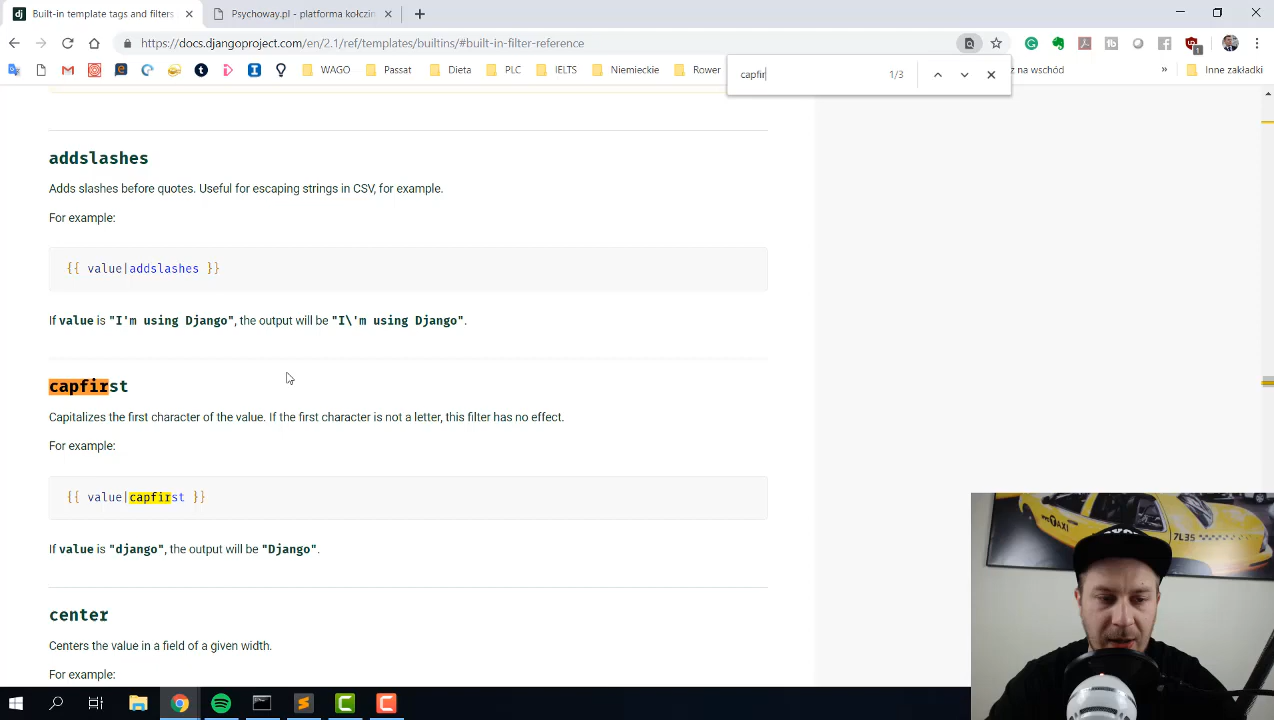 Built-in template tags and filters
Psychoway.pl - platforma kołczin
https://docs.djangoproject.com/en/2.1/ref/templates/builtins/#built-in-filter-reference
WAGO
Passat
Dieta
PLC
IELTS
Niemieckie
Rower
z na wschód
»
Inne zakładki
capfir
1/3
addslashes
Adds slashes before quotes. Useful for escaping strings in CSV, for example.
For example:
{{ value|addslashes }}
If value is "I'm using Django", the output will be "I\'m using Django".
capfirst
Capitalizes the first character of the value. If the first character is not a letter, this filter has no effect.
For example:
{{ value|capfirst }}
If value is "django", the output will be "Django".
center
Centers the value in a field of a given width.
For example:
TAXI
7L35